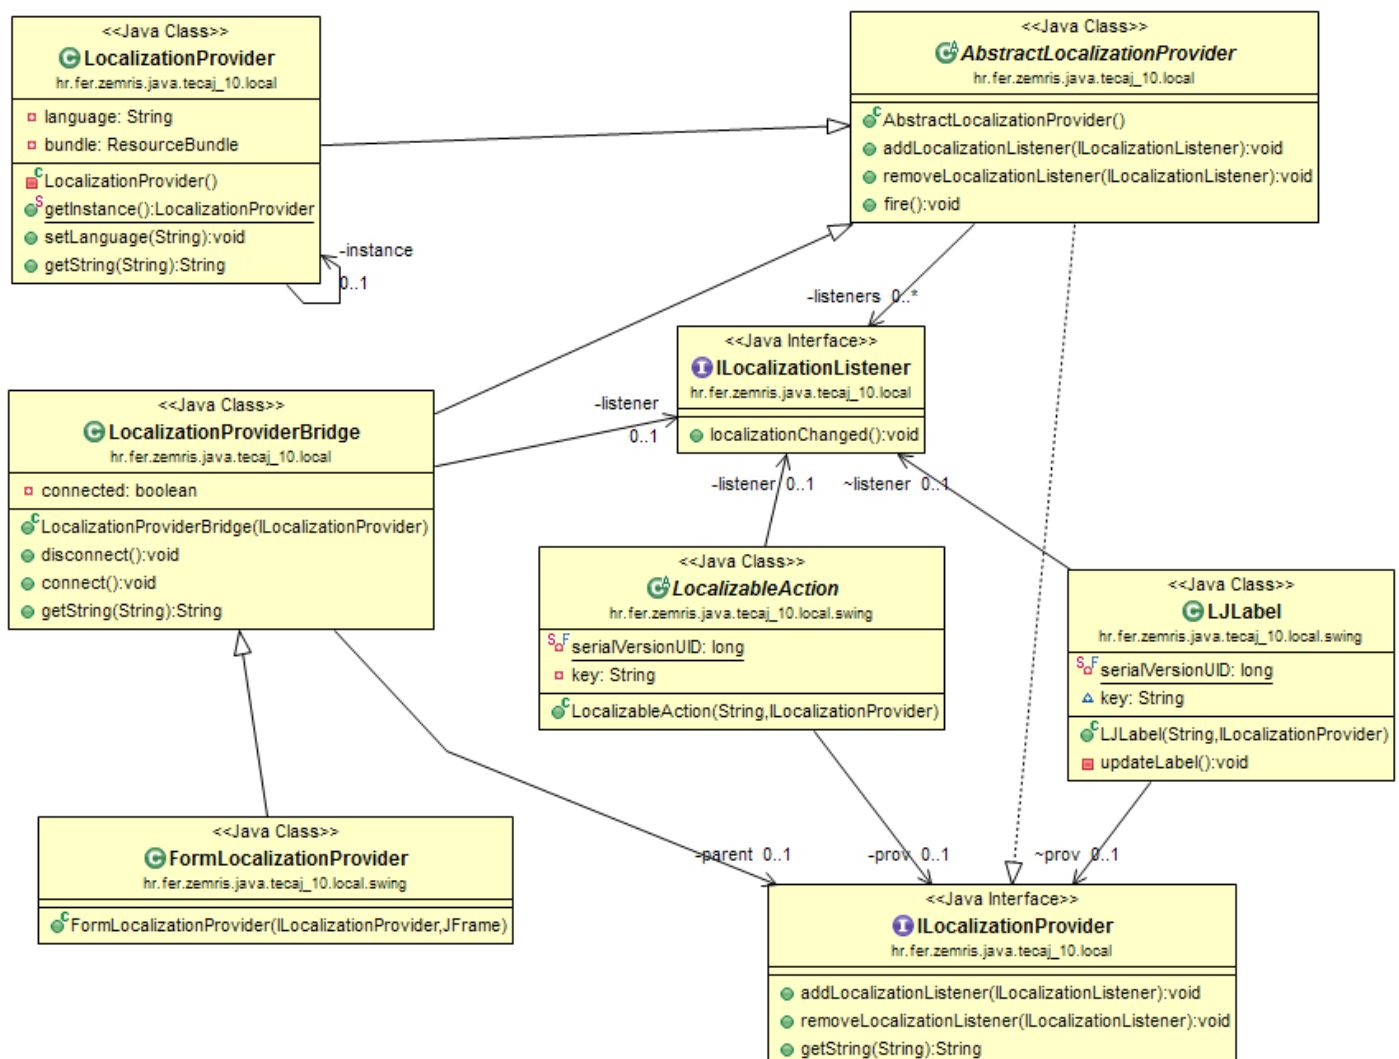 <<Java Class>>
LocalizationProvider
hr.fer.zemris.java.tecaj_10.local
language: String
bundle: ResourceBundle
LocalizationProvider()
getInstance():LocalizationProvider
setLanguage(String):void
getString(String):String
-instance
0..1
<<Java Class>>
AbstractLocalizationProvider
hr.fer.zemris.java.tecaj_10.local
AbstractLocalizationProvider()
addLocalizationListener(ILocalizationListener):void
removeLocalizationListener(ILocalizationListener):void
fire():void
-listeners 0..*
<<Java Interface>>
ILocalizationListener
hr.fer.zemris.java.tecaj_10.local
localizationChanged():void
-listener
0..1
-listener 0..1
~listener 0..1
<<Java Class>>
LocalizationProviderBridge
hr.fer.zemris.java.tecaj_10.local
connected: boolean
LocalizationProviderBridge(ILocalizationProvider)
disconnect():void
connect():void
getString(String):String
<<Java Class>>
LocalizableAction
hr.fer.zemris.java.tecaj_10.local.swing
serialVersionUID: long
key: String
LocalizableAction(String,ILocalizationProvider)
<<Java Class>>
LJLabel
hr.fer.zemris.java.tecaj_10.local.swing
serialVersionUID: long
key: String
LJLabel(String,ILocalizationProvider)
updateLabel():void
<<Java Class>>
FormLocalizationProvider
hr.fer.zemris.java.tecaj_10.local.swing
FormLocalizationProvider(ILocalizationProvider,JFrame)
-parent 0..1
-prov 0..1
~prov 0..1
<<Java Interface>>
ILocalizationProvider
hr.fer.zemris.java.tecaj_10.local
addLocalizationListener(ILocalizationListener):void
removeLocalizationListener(ILocalizationListener):void
getString(String):String